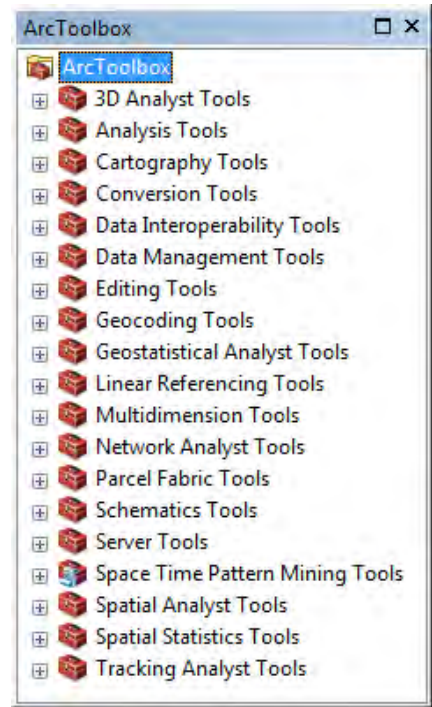 ArcToolbox
ArcToolbox
3D Analyst Tools
Analysis Tools
Cartography Tools
Conversion Tools
Data Interoperability Tools
Data Management Tools
Editing Tools
Geocoding Tools
Geostatistical Analyst Tools
Linear Referencing Tools
Multidimension Tools
Network Analyst Tools
Parcel Fabric Tools
Schematics Tools
Server Tools
Space Time Pattern Mining Tools
Spatial Analyst Tools
Spatial Statistics Tools
Tracking Analyst Tools